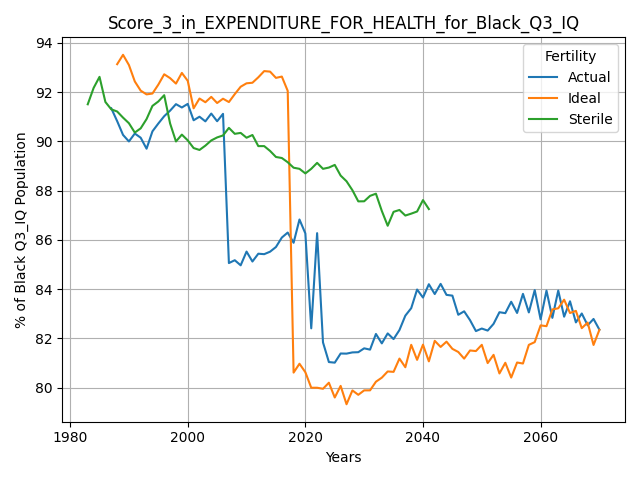 Score_3_in_EXPENDITURE_FOR_HEALTH_for_Black_Q3_IQ
% of Black Q3_IQ Population
94
92
90
88
86
84
82
80
Fertility
Actual
Ideal
Sterile
1980
2000
2020
2040
2060
Years